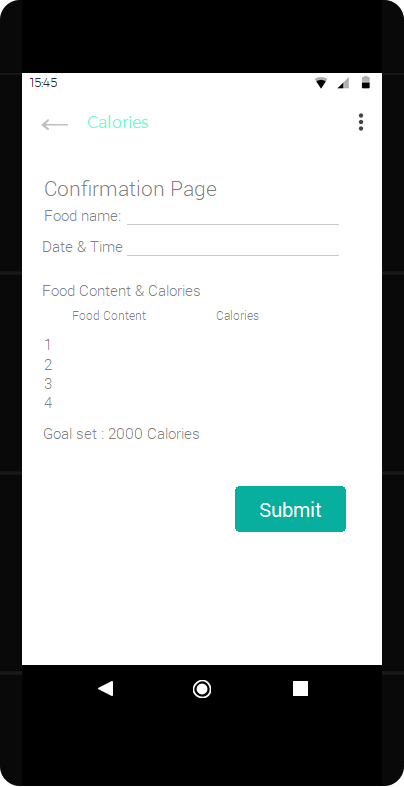 15:45
Calories
Confirmation Page
Food name:
Date & Time
Food Content & Calories
Food Content Calories
1
2
3
4
Goal set : 2000 Calories
Submit